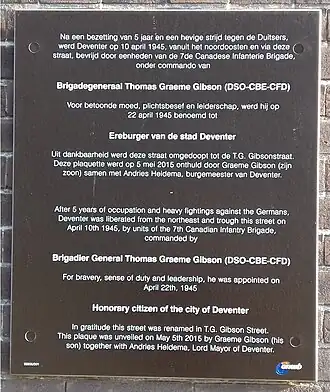 Na een bezetting van 5 jaar en een hevige strijd tegen de Duitsers,
werd Deventer op 10 april 1945, vanuit het noordoosten en via deze
straat, bevrijd door eenheden van de 7de Canadese Infanterie Brigade,
onder commando van
Brigadegeneraal Thomas Graeme Gibson (DSO-CBE-CFD)
Voor betoonde moed, plichtsbesef en leiderschap, werd hij op
22 april 1945 benoemd tot
Ereburger van de stad Deventer
Uit dankbaarheid werd deze straat omgedoopt tot de T.G. Gibsonstraat.
Deze plaquette werd op 5 mei 2015 onthuld door Graeme Gibson (zijn
zoon) samen met Andries Heidema, burgemeester van Deventer.
After 5 years of occupation and heavy fightings against the Germans,
Deventer was liberated from the northeast and trough this street on
April 10th 1945, by units of the 7th Canadian Infantry Brigade,
commanded by
Brigadier General Thomas Graeme Gibson (DSO-CBE-CFD)
For bravery, sense of duty and leadership, he was appointed on
April 22th, 1945
Honorary citizen of the city of Deventer
In gratitude this street was renamed in T.G. Gibson Street.
This plaque was unveiled on May 5th 2015 by Graeme Gibson (his
son) together with Andries Heidema, Lord Mayor of Deventer.